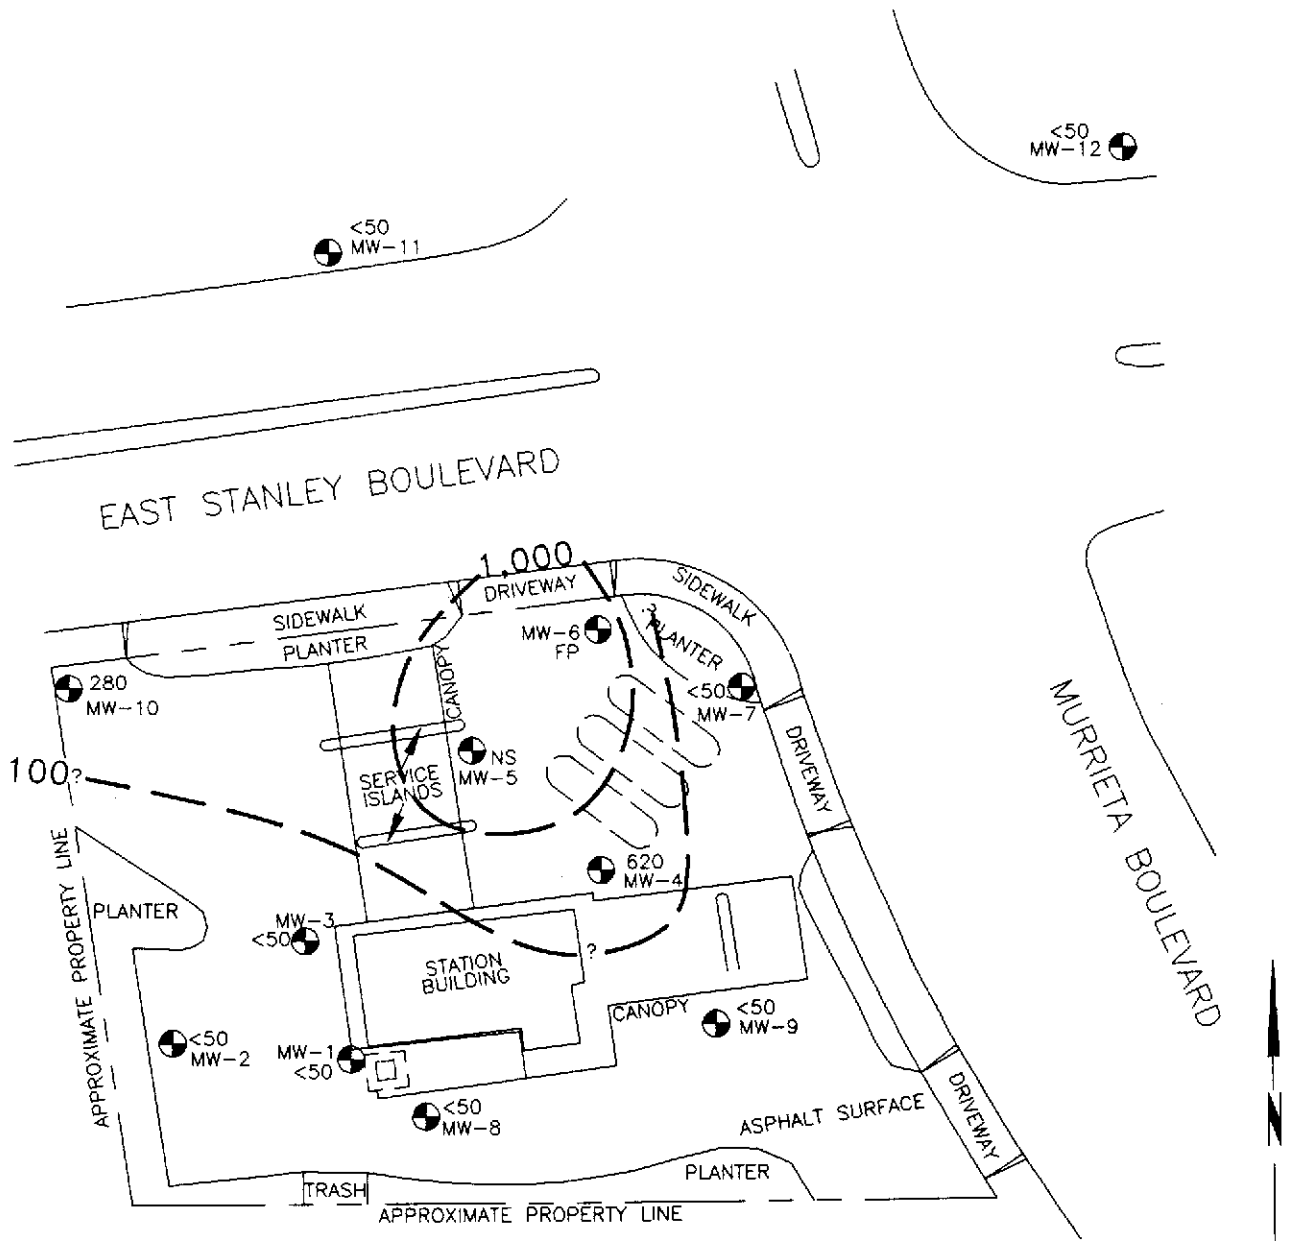 <50
MW-12
<50
MW-11
EAST STANLEY BOULEVARD
1,000
DRIVEWAY
SIDEWALK
SIDEWALK
PLANTER
?
PLANTER
MW-6
FP
CANOPY
280
MW-10
<50
MW-7
MURRIETA BOULEVARD
DRIVEWAY
NS
MW-5
100?
SERVICE
ISLANDS
620
MW-4
APPROXIMATE PROPERTY LINE
PLANTER
MW-3
<50
?
STATION
BUILDING
CANOPY
<50
MW-9
<50
MW-2
MW-1
<50
<50
MW-8
ASPHALT SURFACE
DRIVEWAY
N
PLANTER
TRASH
APPROXIMATE PROPERTY LINE